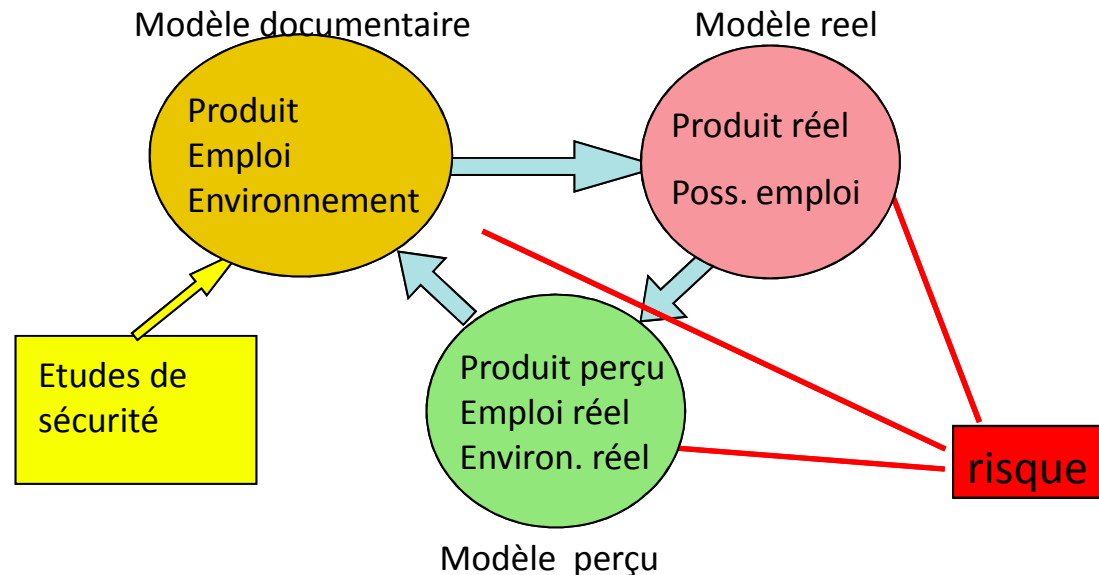 Modèle documentaire
Modèle reel
Produit
Emploi
Environnement
Produit réel
Poss. emploi
Etudes de
sécurité
Produit perçu
Emploi réel
Environ. réel
risque
Modèle perçu